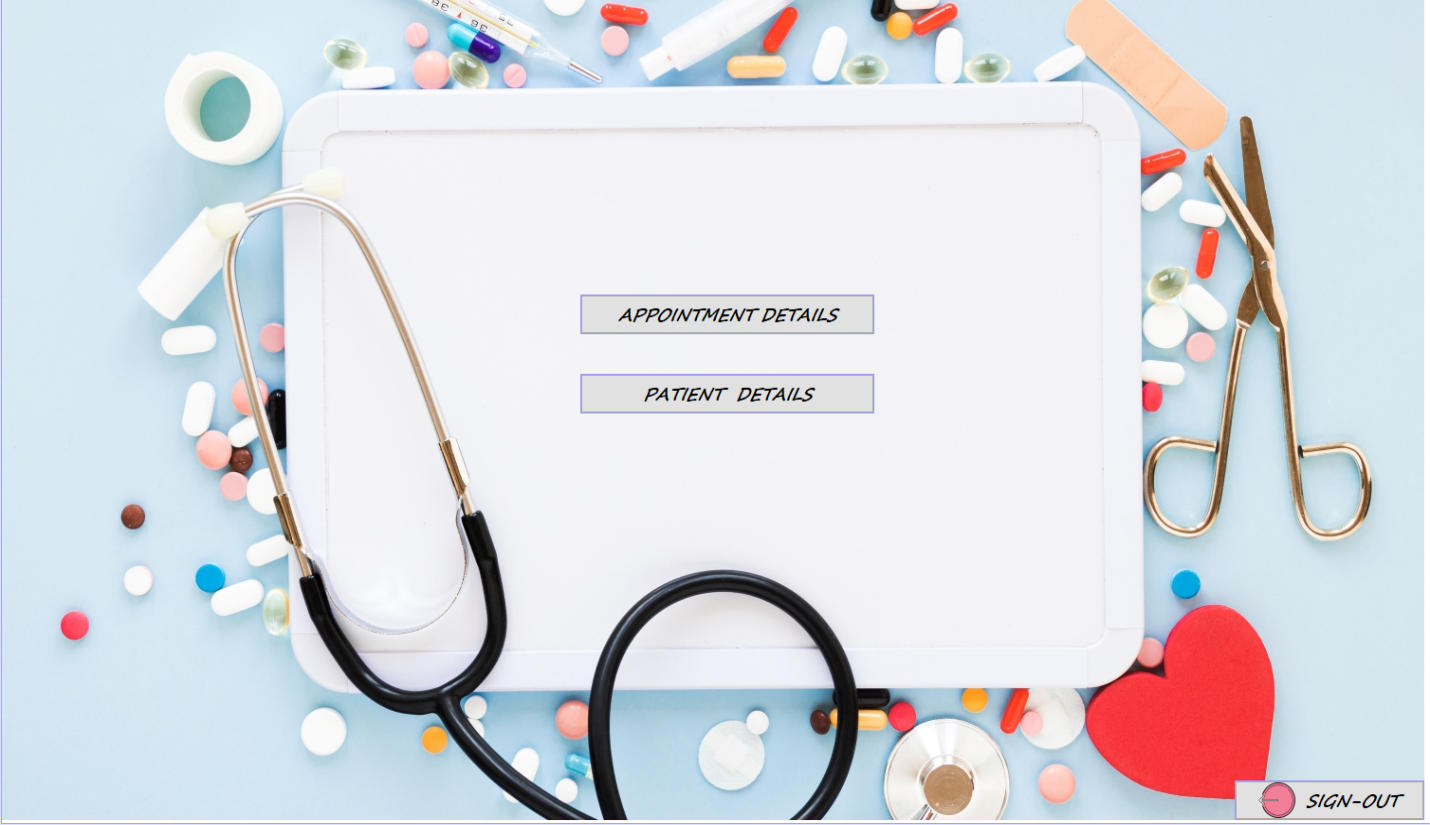 APPOINTMENT DETAILS
PATIENT DETAILS
SIGN-OUT